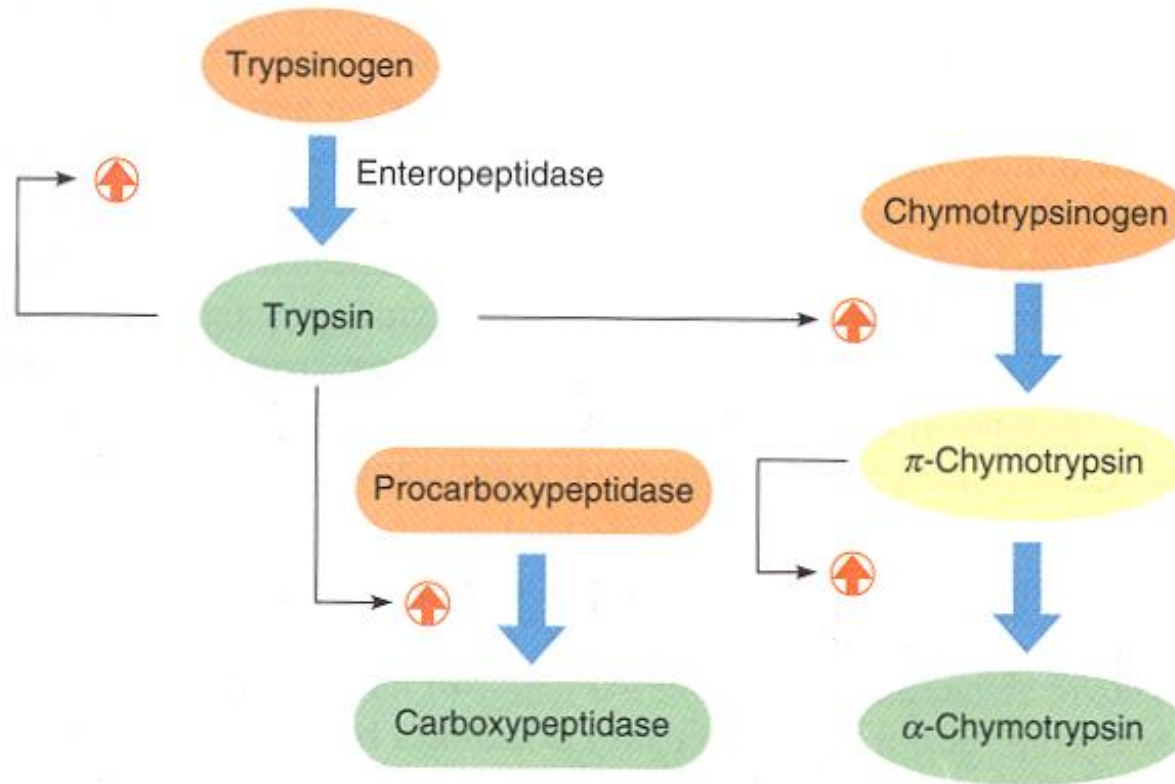 Trypsinogen
Enteropeptidase
Chymotrypsinogen
Trypsin
π-Chymotrypsin
Procarboxypeptidase
Carboxypeptidase
α-Chymotrypsin